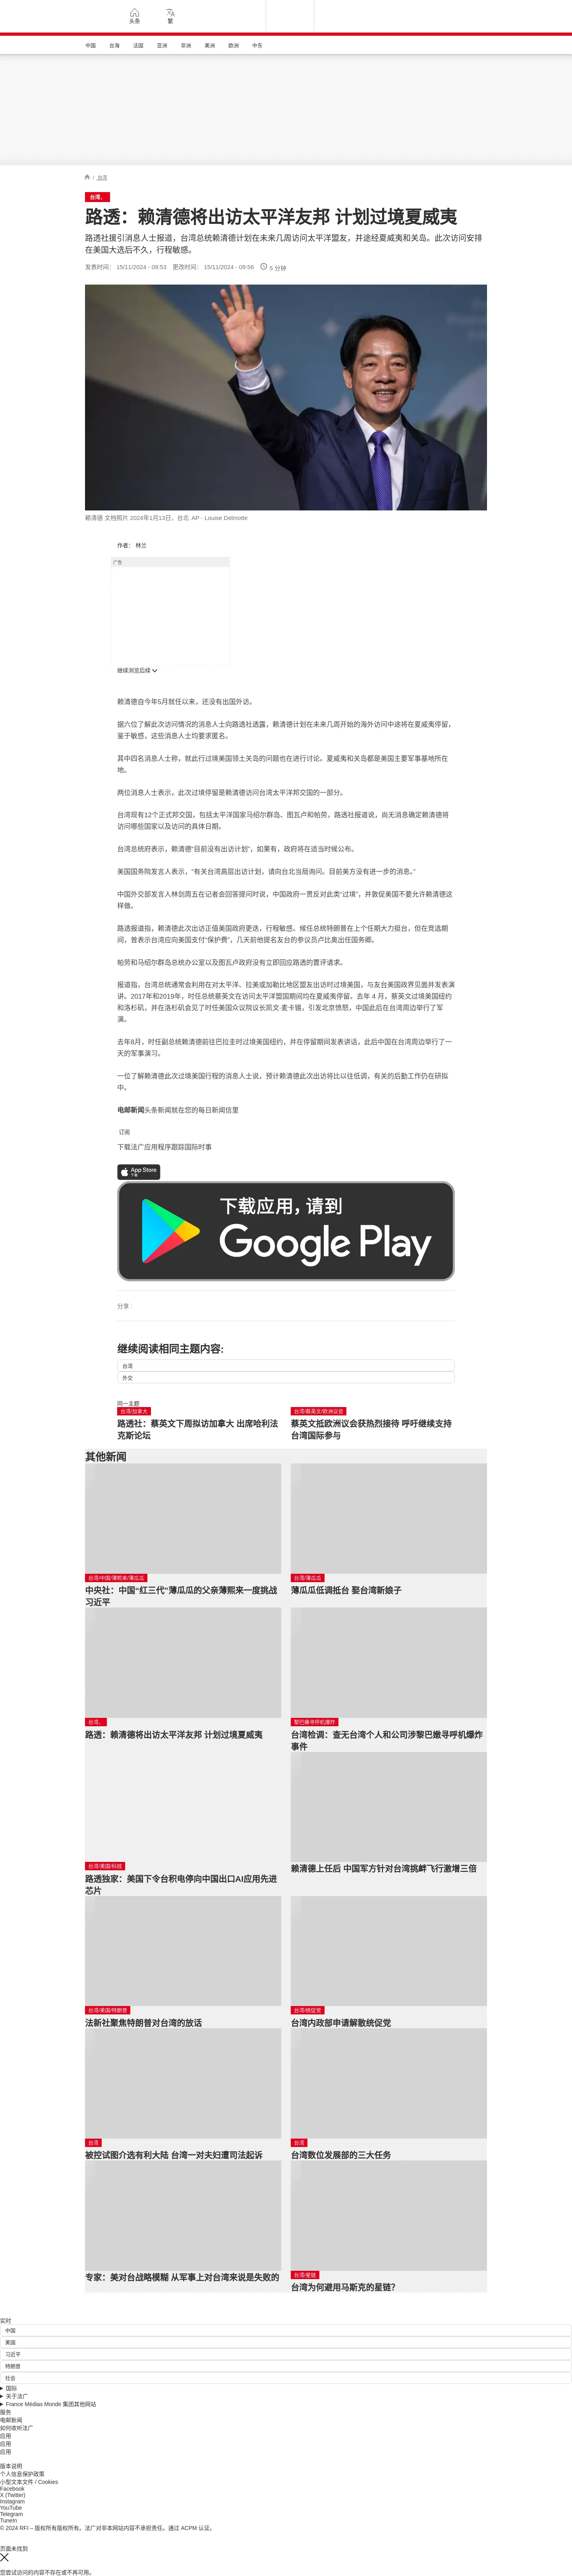 头条
繁
中国
台海
法国
亚洲
非洲
美洲
欧洲
中东
/ 台湾
台湾，
路透：赖清德将出访太平洋友邦 计划过境夏威夷
路透社援引消息人士报道，台湾总统赖清德计划在未来几周访问太平洋盟友，并途经夏威夷和关岛。此次访问安排
在美国大选后不久，行程敏感。
发表时间： 15/11/2024 - 09:53 更改时间： 15/11/2024 - 09:58 5 分钟
赖清德 文档照片 2024年1月13日，台北 AP - Louise Delmotte
作者： 林兰
广告
继续浏览后续
赖清德自今年5月就任以来，还没有出国外访。
据六位了解此次访问情况的消息人士向路透社透露，赖清德计划在未来几周开始的海外访问中途将在夏威夷停留，
鉴于敏感，这些消息人士均要求匿名。
其中四名消息人士称，就此行过境美国领土关岛的问题也在进行讨论。夏威夷和关岛都是美国主要军事基地所在
地。
两位消息人士表示，此次过境停留是赖清德访问台湾太平洋邦交国的一部分。
台湾现有12个正式邦交国，包括太平洋国家马绍尔群岛、图瓦卢和帕劳，路透社报道说，尚无消息确定赖清德将
访问哪些国家以及访问的具体日期。
台湾总统府表示，赖清德“目前没有出访计划”，如果有，政府将在适当时候公布。
美国国务院发言人表示，“有关台湾高层出访计划，请向台北当局询问。目前美方没有进一步的消息。”
中国外交部发言人林剑周五在记者会回答提问时说，中国政府一贯反对此类“过境”，并敦促美国不要允许赖清德这
样做。
路透报道指，赖清德此次出访正值美国政府更迭，行程敏感。候任总统特朗普在上个任期大力挺台，但在竞选期
间，曾表示台湾应向美国支付“保护费”，几天前他提名友台的参议员卢比奥出任国务卿。
帕劳和马绍尔群岛总统办公室以及图瓦卢政府没有立即回应路透的置评请求。
报道指，台湾总统通常会利用在对太平洋、拉美或加勒比地区盟友出访时过境美国，与友台美国政界见面并发表演
讲。2017年和2019年，时任总统蔡英文在访问太平洋盟国期间均在夏威夷停留。去年 4 月，蔡英文过境美国纽约
和洛杉矶，并在洛杉矶会见了时任美国众议院议长凯文·麦卡锡，引发北京愤怒，中国此后在台湾周边举行了军
演。
去年8月，时任副总统赖清德前往巴拉圭时过境美国纽约，并在停留期间发表讲话，此后中国在台湾周边举行了一
天的军事演习。
一位了解赖清德此次过境美国行程的消息人士说，预计赖清德此次出访将比以往低调，有关的后勤工作仍在研拟
中。
电邮新闻头条新闻就在您的每日新闻信里
订阅
下载法广应用程序跟踪国际时事
App Store
下载
下载应用，请到
Google Play
分享 :
继续阅读相同主题内容:
台湾
外交
同一主题
台湾/加拿大
路透社：蔡英文下周拟访加拿大 出席哈利法
克斯论坛
台湾/蔡英文/欧洲议会
蔡英文抵欧洲议会获热烈接待 呼吁继续支持
台湾国际参与
其他新闻
台湾/中国/薄熙来/薄瓜瓜
中央社：中国“红三代”薄瓜瓜的父亲薄熙来一度挑战
习近平
台湾/薄瓜瓜
薄瓜瓜低调抵台 娶台湾新娘子
台湾，
路透：赖清德将出访太平洋友邦 计划过境夏威夷
黎巴嫩寻呼机爆炸
台湾检调：查无台湾个人和公司涉黎巴嫩寻呼机爆炸
事件
台湾/美国/科技
路透独家：美国下令台积电停向中国出口AI应用先进
芯片
赖清德上任后 中国军方针对台湾挑衅飞行激增三倍
台湾/美国/特朗普
法新社聚焦特朗普对台湾的放话
台湾/统促党
台湾内政部申请解散统促党
台湾
被控试图介选有利大陆 台湾一对夫妇遭司法起诉
台湾
台湾数位发展部的三大任务
专家：美对台战略模糊 从军事上对台湾来说是失败的
台湾/星链
台湾为何避用马斯克的星链？
实时
中国
美国
习近平
特朗普
社会
国际
关于法广
France Médias Monde 集团其他网站
服务
电邮新闻
如何收听法广
应用
应用
应用
版本说明
个人信息保护政策
小型文本文件 / Cookies
Facebook
X (Twitter)
Instagram
YouTube
Telegram
TuneIn
© 2024 RFI – 版权所有版权所有。法广对非本网站内容不承担责任。通过 ACPM 认证。
页面未找到
您尝试访问的内容不存在或不再可用。